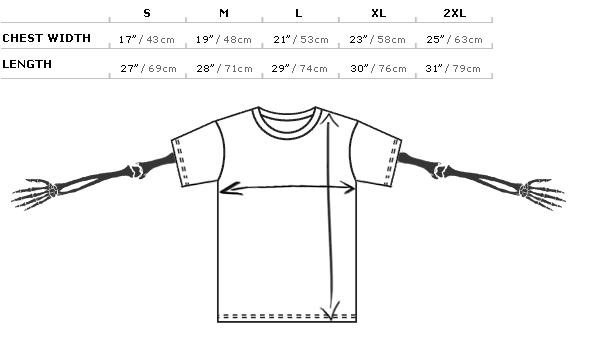 S M L XL 2XL
CHEST WIDTH 17" / 43cm 19" / 48cm 21" / 53cm 23" / 58cm 25" / 63cm
LENGTH 27" / 69cm 28" / 71cm 29" / 74cm 30" / 76cm 31" / 79cm